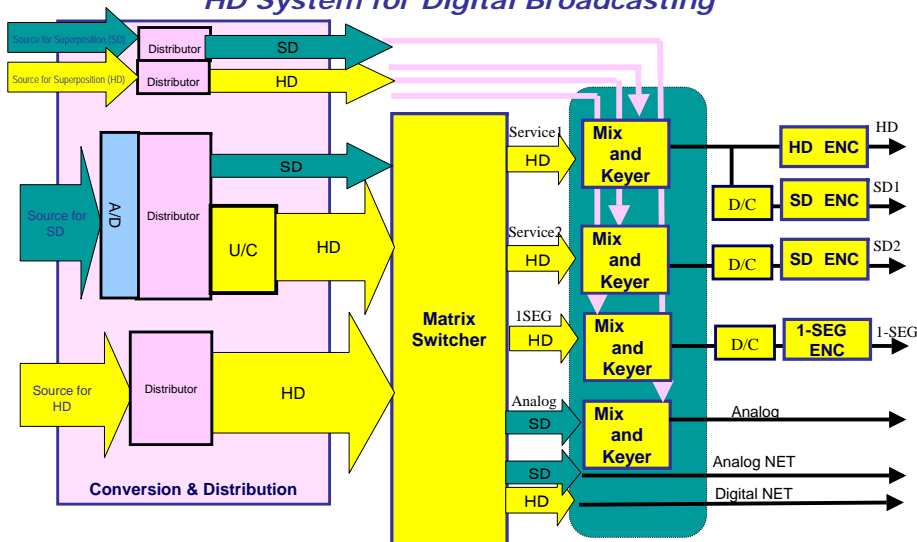 HD System for Digital Broadcasting
Source for Superposition (SD)
Distributor
SD
Source for Superposition (HD)
Distributor
HD
Source for
SD
A/D
Distributor
SD
U/C
HD
Source for
HD
Distributor
HD
Conversion & Distribution
Matrix
Switcher
Service1
HD
Service2
HD
1SEG
HD
Analog
SD
SD
HD
Mix
and
Keyer
Mix
and
Keyer
Mix
and
Keyer
Mix
and
Keyer
HD ENC
HD
D/C
SD ENC
SD1
D/C
SD ENC
SD2
D/C
1-SEG
ENC
1-SEG
Analog
Analog NET
Digital NET